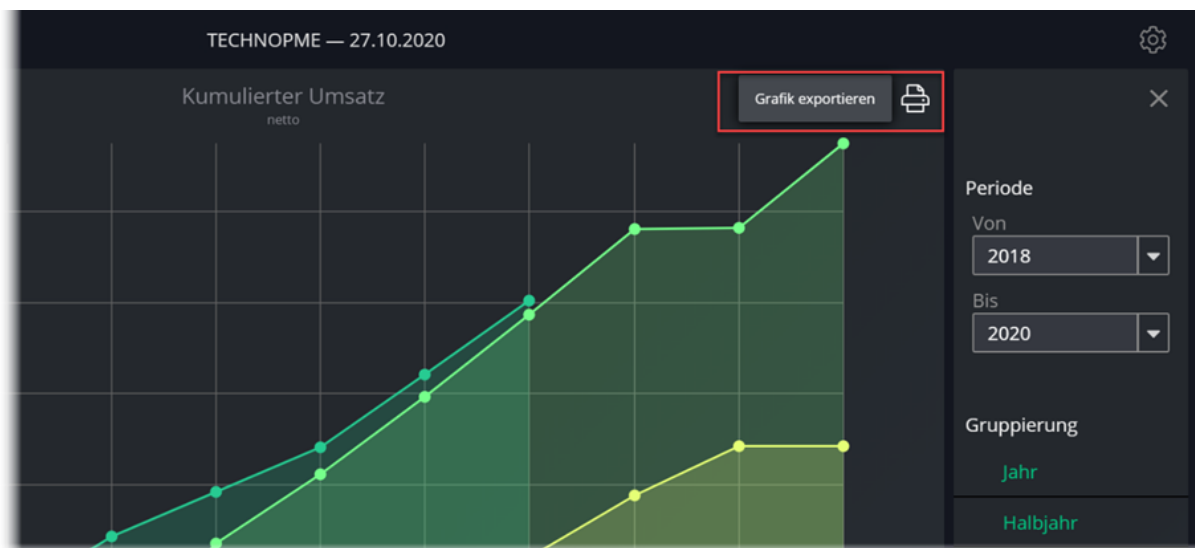 TECHNOPME — 27.10.2020
Kumulierter Umsatz
netto
Grafik exportieren
Periode
Von
2018
Bis
2020
Gruppierung
Jahr
Halbjahr